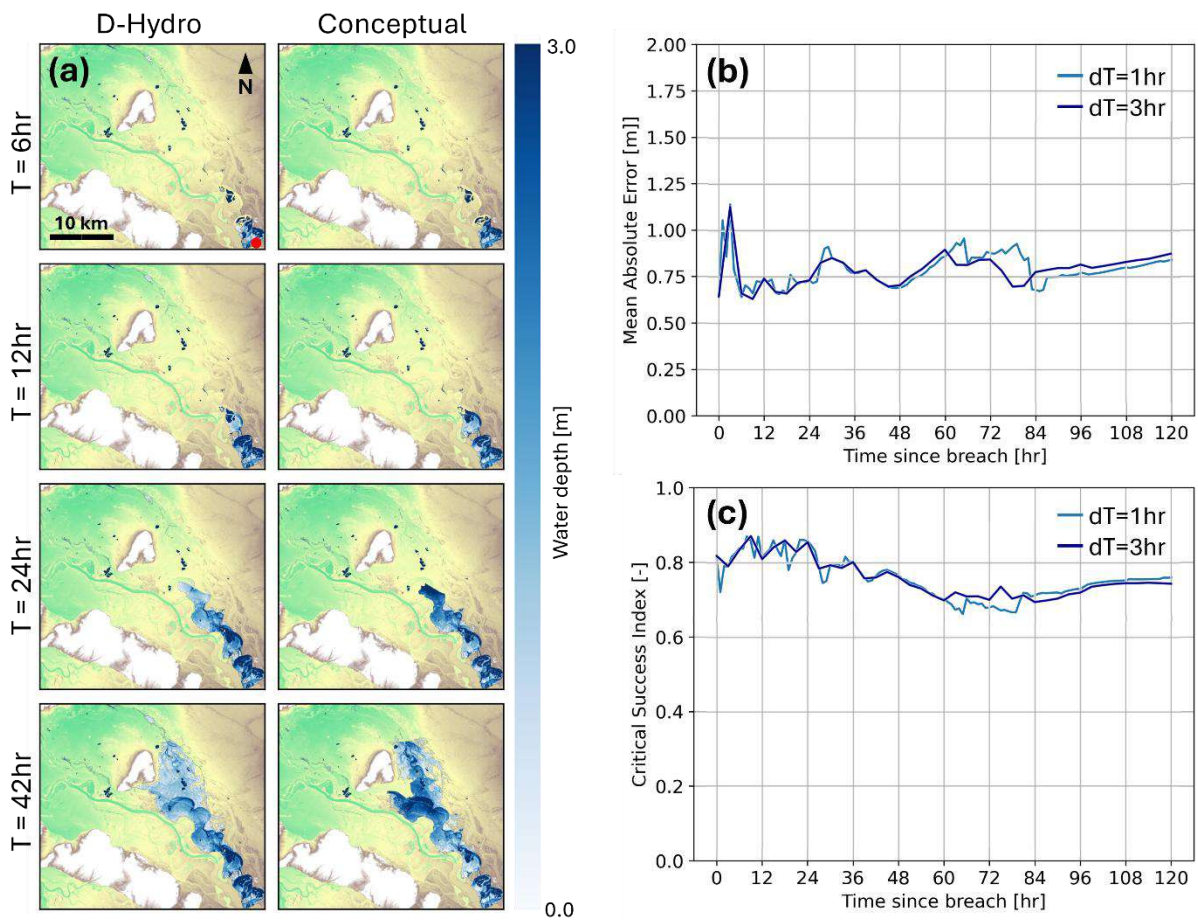 D-Hydro
Conceptual
(a)
N
T = 6hr
10 km
T = 12hr
T = 24hr
T = 42hr
3.0
Water depth [m]
0.0
(b)
dT=1hr
dT=3hr
Mean Absolute Error [m]]
2.00
1.75
1.50
1.25
1.00
0.75
0.50
0.25
0.00
0 12 24 36 48 60 72 84 96 108 120
Time since breach [hr]
(c)
dT=1hr
dT=3hr
Critical Success Index [-]
1.0
0.8
0.6
0.4
0.2
0.0
0 12 24 36 48 60 72 84 96 108 120
Time since breach [hr]